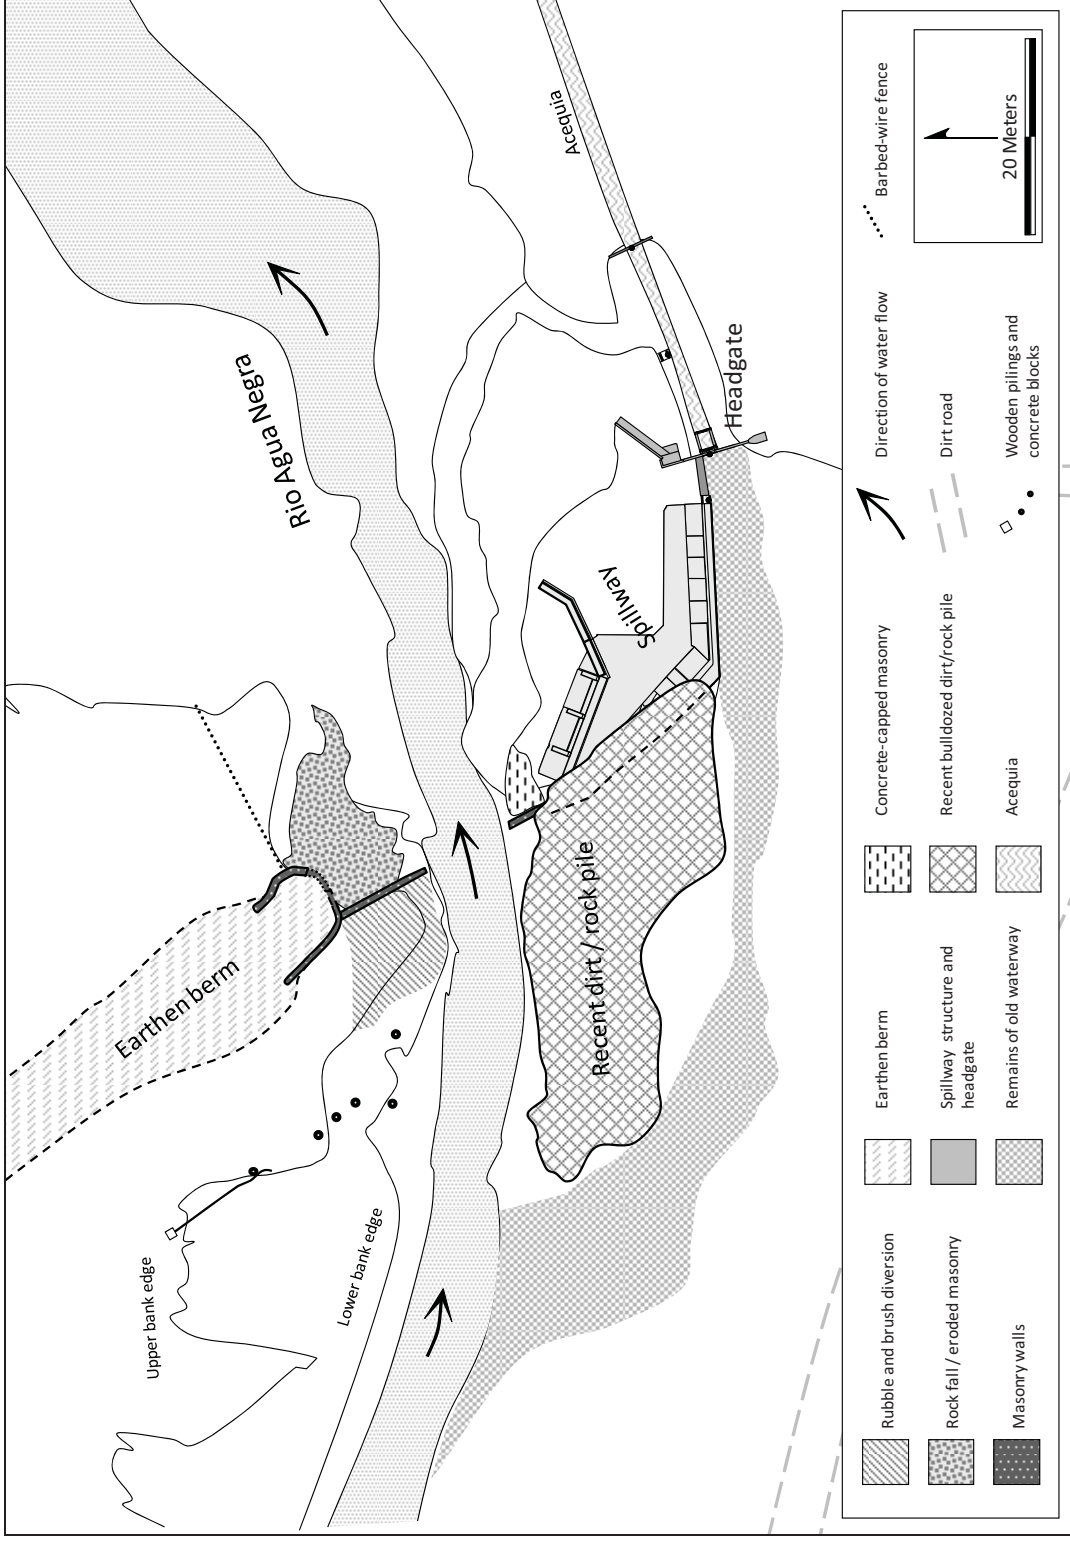 Rio Agua Negra
Acequia
Headgate
Spillway
Earthen berm
Recent dirt / rock pile
Upper bank edge
Lower bank edge
Rubble and brush diversion
Rock fall / eroded masonry
Masonry walls
Earthen berm
Spillway structure and
headgate
Remains of old waterway
Concrete-capped masonry
Recent bulldozed dirt/rock pile
Acequia
Direction of water flow
Dirt road
Wooden pilings and
concrete blocks
Barbed-wire fence
20 Meters